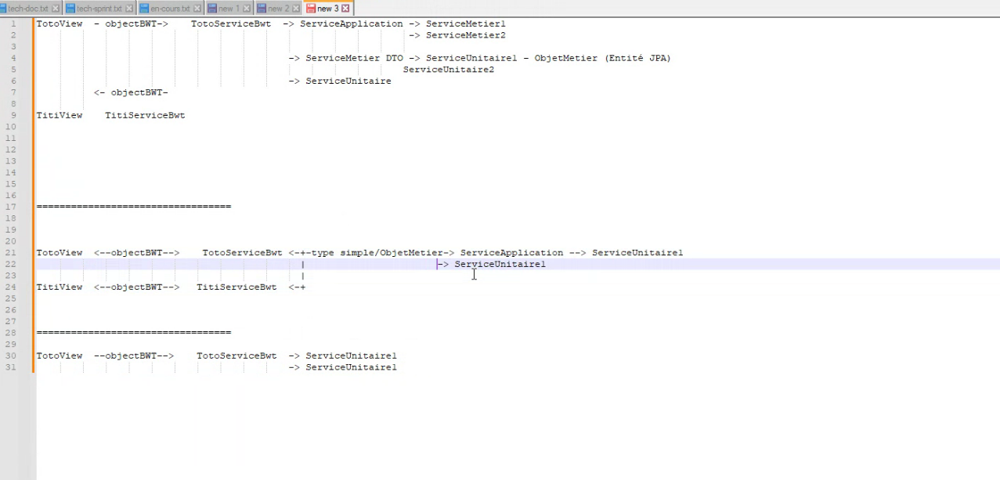 tech-doc.txt tech-sprint.txt en-cours.txt new 1 new 2 new 3
1 TotoView - objectBWT-> TotoServiceBwt -> ServiceApplication -> ServiceMetier1
2 -> ServiceMetier2
3
4 -> ServiceMetier DTO -> ServiceUnitaire1 - ObjetMetier (Entité JPA)
5 ServiceUnitaire2
6 -> ServiceUnitaire
7 <- objectBWT-
8
9 TitiView TitiServiceBwt
10
11
12
13
14
15
16
17 ==================================
18
19
20
21 TotoView <--objectBWT--> TotoServiceBwt <-+-type simple/ObjetMetier-> ServiceApplication --> ServiceUnitaire1
22 | -> ServiceUnitaire1
23 |
24 TitiView <--objectBWT--> TitiServiceBwt <-+
25
26
27
28 ==================================
29
30 TotoView --objectBWT--> TotoServiceBwt -> ServiceUnitaire1
31 -> ServiceUnitaire1